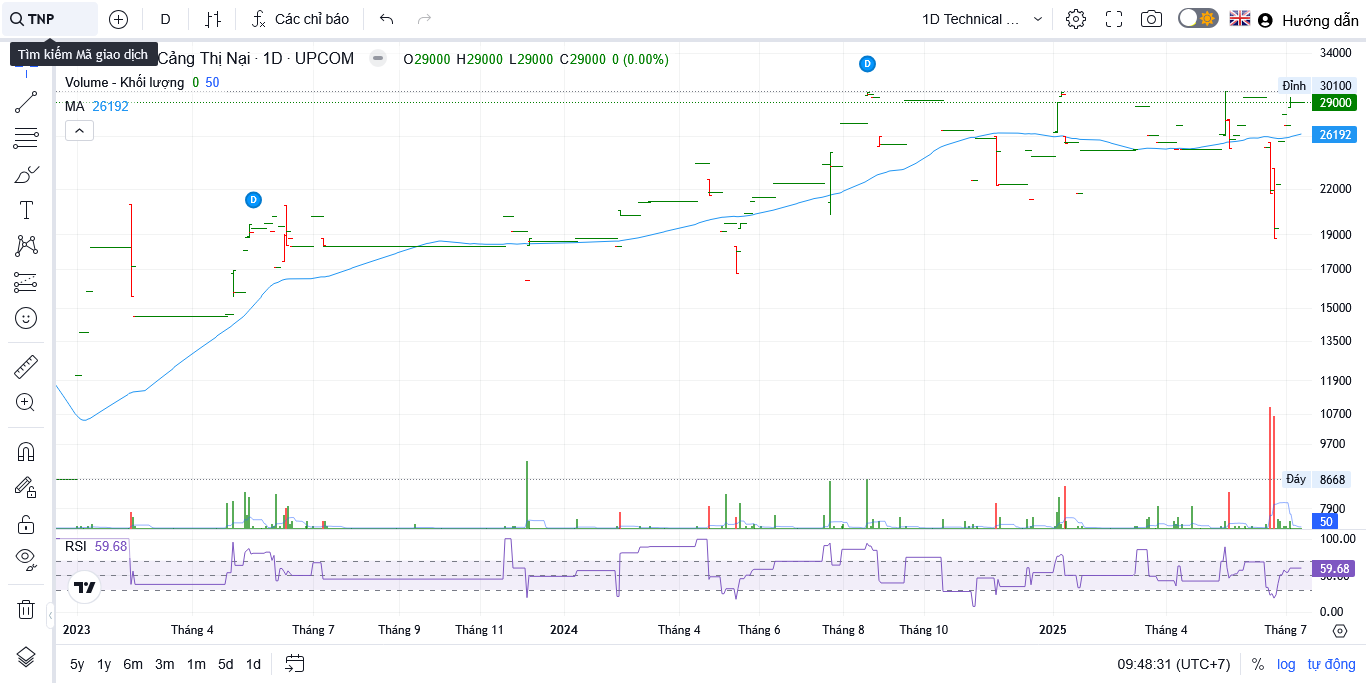 TNP
D
Các chỉ báo
1D Technical ...
Hướng dẫn
Tìm kiếm Mã giao dịch
Cảng Thị Nại · 1D · UPCOM
O29000 H29000 L29000 C29000 0 (0.00%)
Volume - Khối lượng 0 50
MA 26192
D
D
34000
Đỉnh 30100
29000
26192
22000
19000
17000
15000
13500
11900
10700
9700
Đáy 8668
7900
50
RSI 59.68
100.00
59.68
0.00
2023
Tháng 4
Tháng 7
Tháng 9
Tháng 11
2024
Tháng 4
Tháng 6
Tháng 8
Tháng 10
2025
Tháng 4
Tháng 7
5y 1y 6m 3m 1m 5d 1d
09:48:31 (UTC+7)
% log tự động